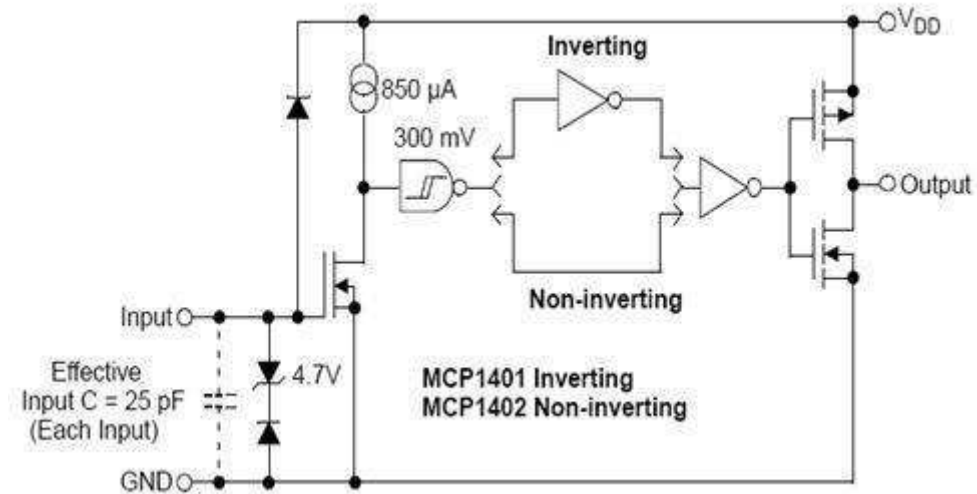 V_DD
Inverting
850 µA
300 mV
Output
Non-inverting
Input
4.7V
Effective
Input C = 25 pF
(Each Input)
MCP1401 Inverting
MCP1402 Non-inverting
GND